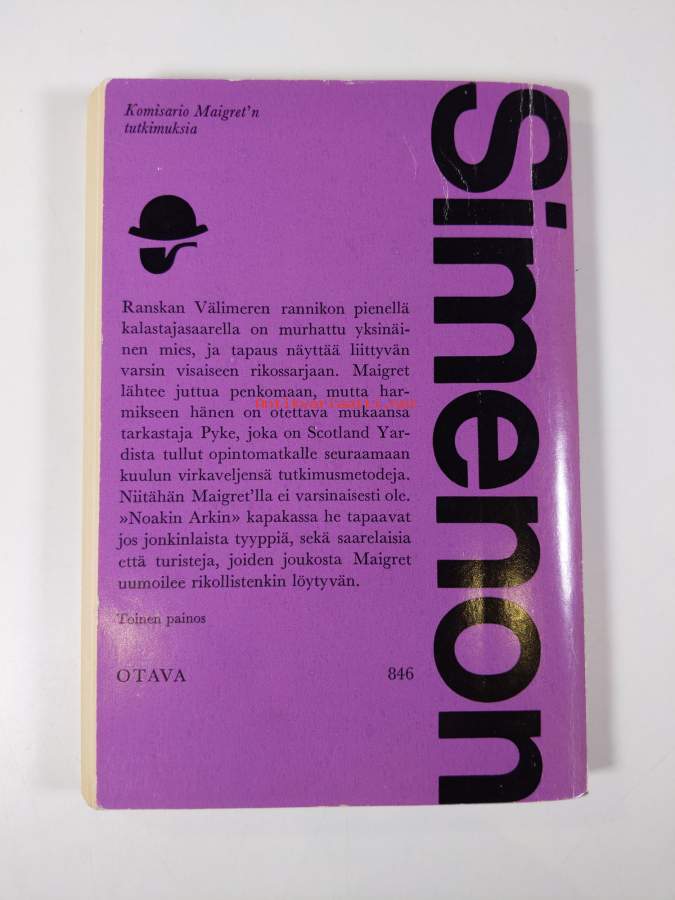 Komisario Maigret'n
tutkimuksia
Simenon
Ranskan Välimeren rannikon pienellä
kalastajasaarella on murhattu yksinäi-
nen mies, ja tapaus näyttää liittyvän
varsin visaiseen rikossarjaan. Maigret
lähtee juttua penkomaan, mutta har-
mikseen hänen on otettava mukaansa
tarkastaja Pyke, joka on Scotland Yar-
dista tullut opintomatkalle seuraamaan
kuulun virkaveljensä tutkimusmetodeja.
Niitähän Maigret'lla ei varsinaisesti ole.
»Noakin Arkin» kapakassa he tapaavat
jos jonkinlaista tyyppiä, sekä saarelaisia
että turisteja, joiden joukosta Maigret
uumoilee rikollistenkin löytyvän.
Toinen painos
OTAVA 846